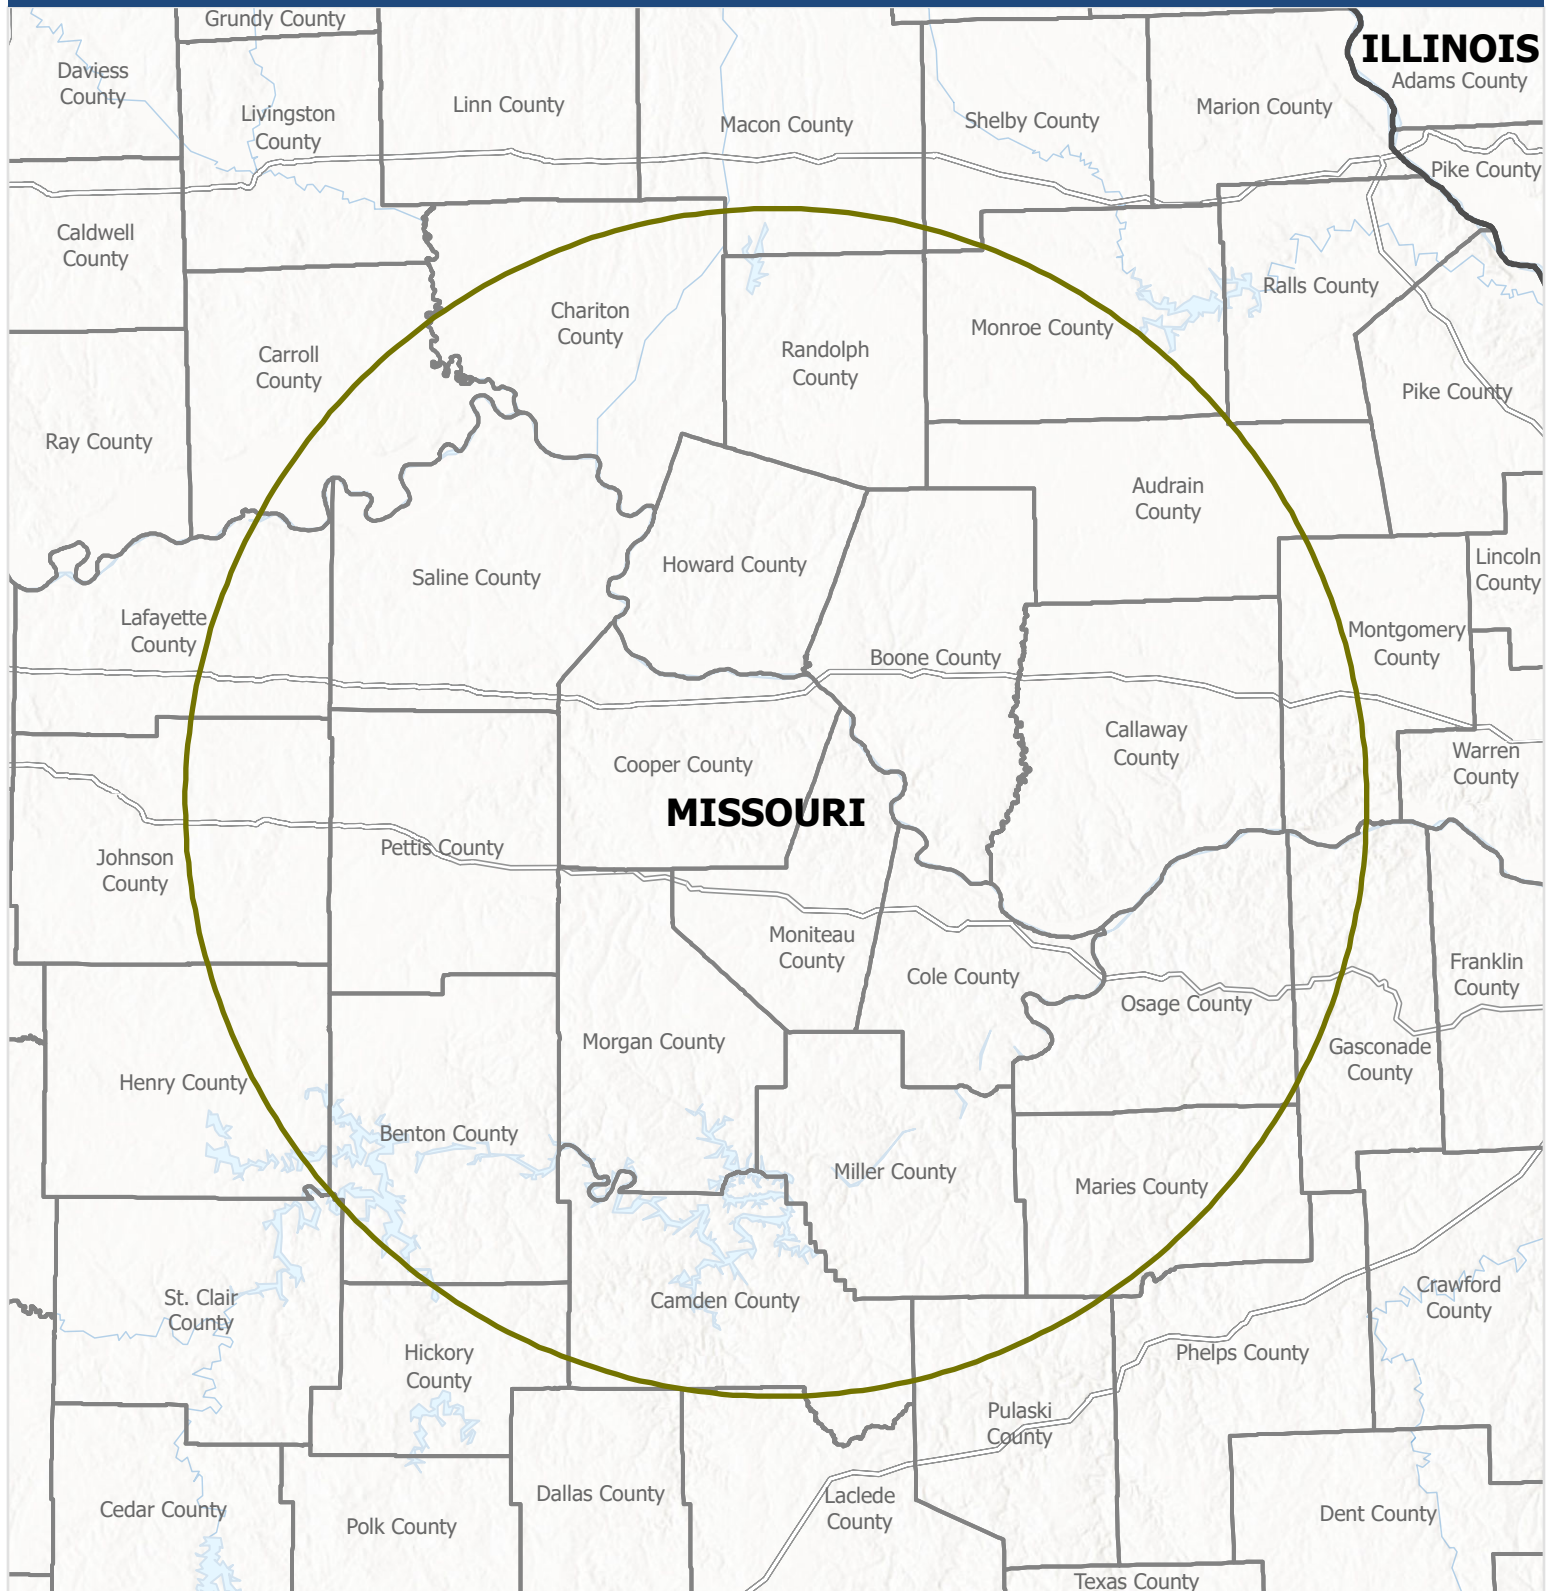 Grundy County
ILLINOIS
Daviess
County
Adams County
Livingston
County
Linn County
Macon County
Shelby County
Marion County
Pike County
Caldwell
County
Chariton
County
Ralls County
Monroe County
Carroll
County
Randolph
County
Pike County
Ray County
Audrain
County
Howard County
Saline County
Lincoln
County
Lafayette
County
Montgomery
County
Boone County
Callaway
County
Cooper County
Warren
County
MISSOURI
Johnson
County
Pettis County
Moniteau
County
Cole County
Franklin
County
Osage County
Morgan County
Gasconade
County
Henry County
Benton County
Miller County
Maries County
St. Clair
County
Camden County
Crawford
County
Hickory
County
Phelps County
Pulaski
County
Cedar County
Polk County
Dallas County
Laclede
County
Dent County
Texas County